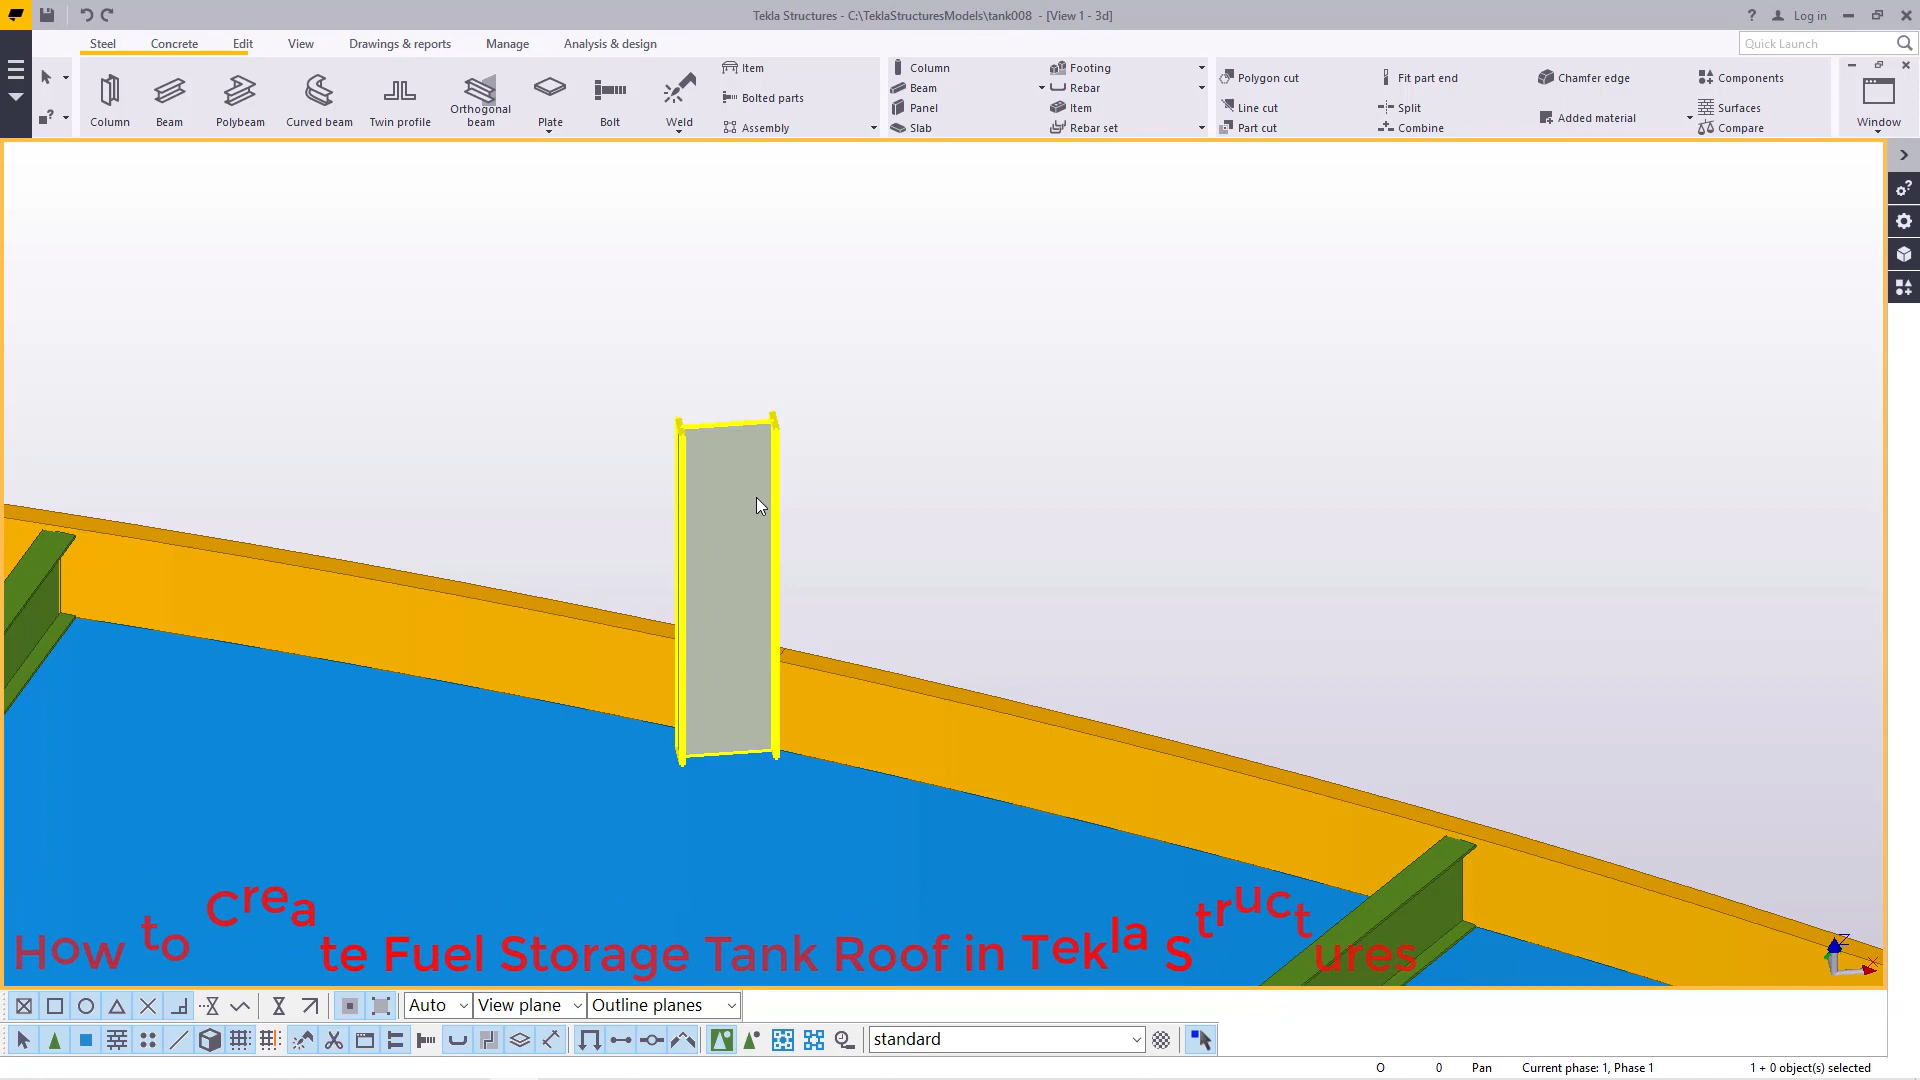 Tekla Structures - C:\TeklaStructuresModels\tank008 - [View 1 - 3d]
? Log in
Steel Concrete Edit View Drawings & reports Manage Analysis & design
Quick Launch
Column
Beam
Polybeam
Curved beam
Twin profile
Orthogonal
beam
Plate
Bolt
Weld
Item
Bolted parts
Assembly
Column
Beam
Panel
Slab
Footing
Rebar
Item
Rebar set
Polygon cut
Line cut
Part cut
Fit part end
Split
Combine
Chamfer edge
Added material
Components
Surfaces
Compare
Window
How to Create Fuel Storage Tank Roof in Tekla Structures
Z
X
Auto View plane Outline planes
standard
O 0 Pan Current phase: 1, Phase 1 1 + 0 object(s) selected